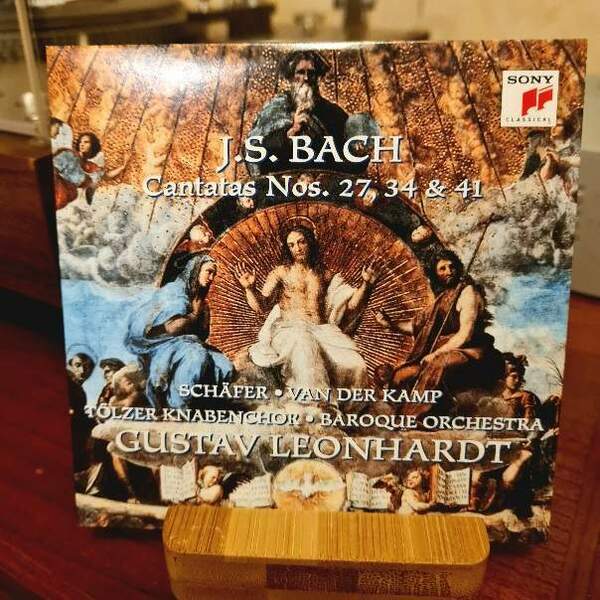 SONY
CLASSICAL
J.S. BACH
Cantatas Nos. 27, 34 & 41
SCHÄFER · VAN DER KAMP
TÖLZER KNABENCHOR · BAROQUE ORCHESTRA
GUSTAV LEONHARDT